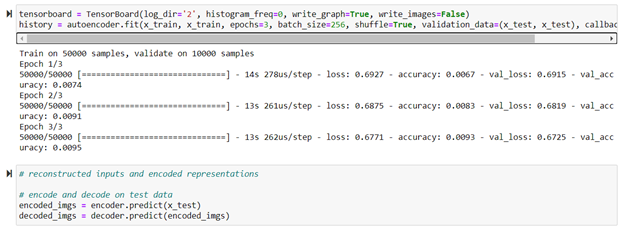 tensorboard = TensorBoard(log_dir='2', histogram_freq=0, write_graph=True, write_images=False)
history = autoencoder.fit(x_train, x_train, epochs=3, batch_size=256, shuffle=True, validation_data=(x_test, x_test), callbac
Train on 50000 samples, validate on 10000 samples
Epoch 1/3
50000/50000 [==============================] - 14s 278us/step - loss: 0.6927 - accuracy: 0.0067 - val_loss: 0.6915 - val_acc
uracy: 0.0074
Epoch 2/3
50000/50000 [==============================] - 13s 261us/step - loss: 0.6875 - accuracy: 0.0083 - val_loss: 0.6819 - val_acc
uracy: 0.0091
Epoch 3/3
50000/50000 [==============================] - 13s 262us/step - loss: 0.6771 - accuracy: 0.0093 - val_loss: 0.6725 - val_acc
uracy: 0.0095
# reconstructed inputs and encoded representations
# encode and decode on test data
encoded_imgs = encoder.predict(x_test)
decoded_imgs = decoder.predict(encoded_imgs)